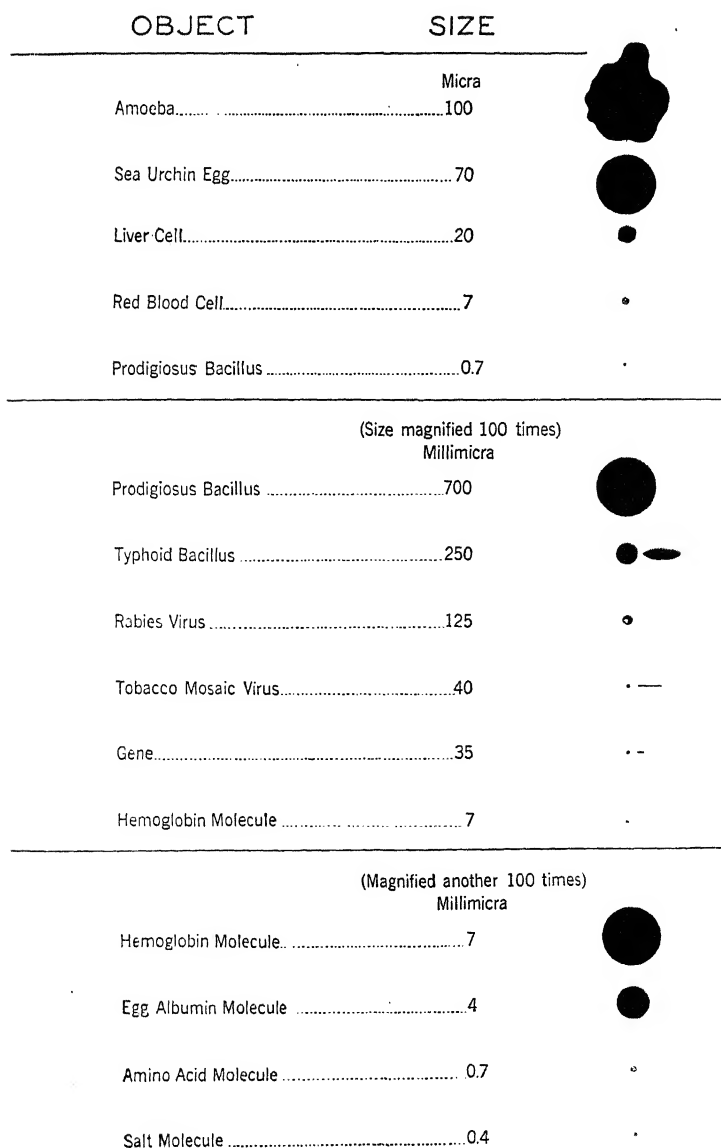 OBJECT SIZE
Micra
Amoeba 100
Sea Urchin Egg 70
Liver Cell 20
Red Blood Cell 7
Prodigiosus Bacillus 0.7
(Size magnified 100 times)
Millimicra
Prodigiosus Bacillus 700
Typhoid Bacillus 250
Rabies Virus 125
Tobacco Mosaic Virus 40
Gene 35
Hemoglobin Molecule 7
(Magnified another 100 times)
Millimicra
Hemoglobin Molecule 7
Egg Albumin Molecule 4
Amino Acid Molecule 0.7
Salt Molecule 0.4